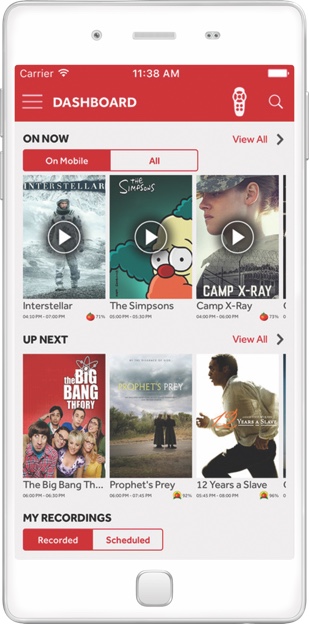 Carrier 11:38 AM
DASHBOARD
ON NOW View All
On Mobile All
INTERSTELLAR
THE Simpsons
CAMP X-RAY
Interstellar The Simpsons Camp X-Ray
04:10 PM - 07:00 PM 71% 05:00 PM - 05:30 PM 04:00 PM - 06:00 PM 73%
UP NEXT View All
the BIG BANG THEORY
PROPHET'S PREY
12 YEARS A SLAVE
The Big Bang Th... Prophet's Prey 12 Years a Slave
06:00 PM - 06:30 PM 06:00 PM - 07:45 PM 92% 05:45 PM - 08:00 PM 96%
MY RECORDINGS
Recorded Scheduled